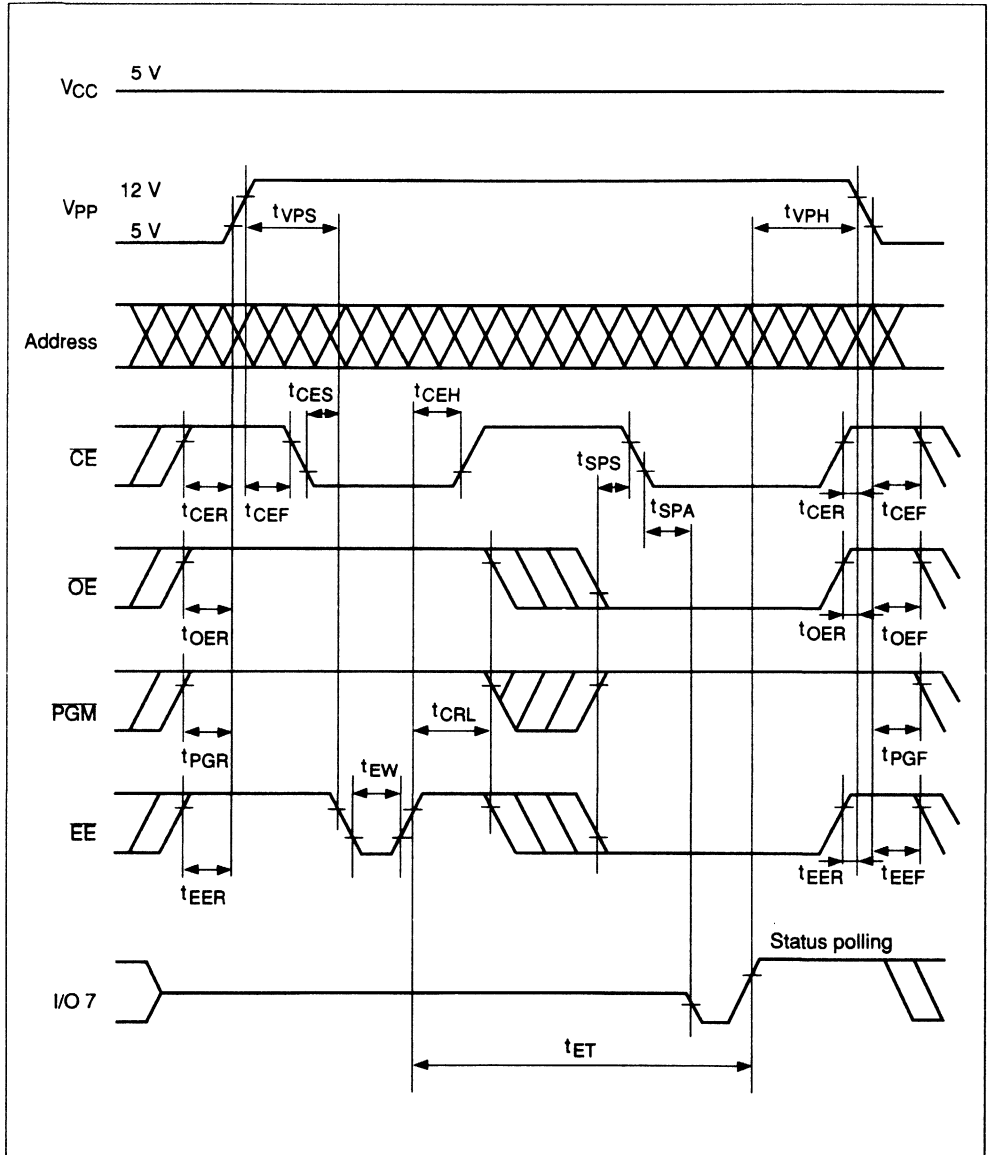 5 V
VCC
12 V
VPP
5 V
tVPS
tVPH
Address
tCES
tCEH
CE
tSPS
tCER
tCEF
tSPA
tCER
tCEF
OE
tOER
tOER
tOEF
PGM
tCRL
tPGR
tPGF
tEW
EE
tEER
tEER
tEEF
Status polling
I/O 7
tET